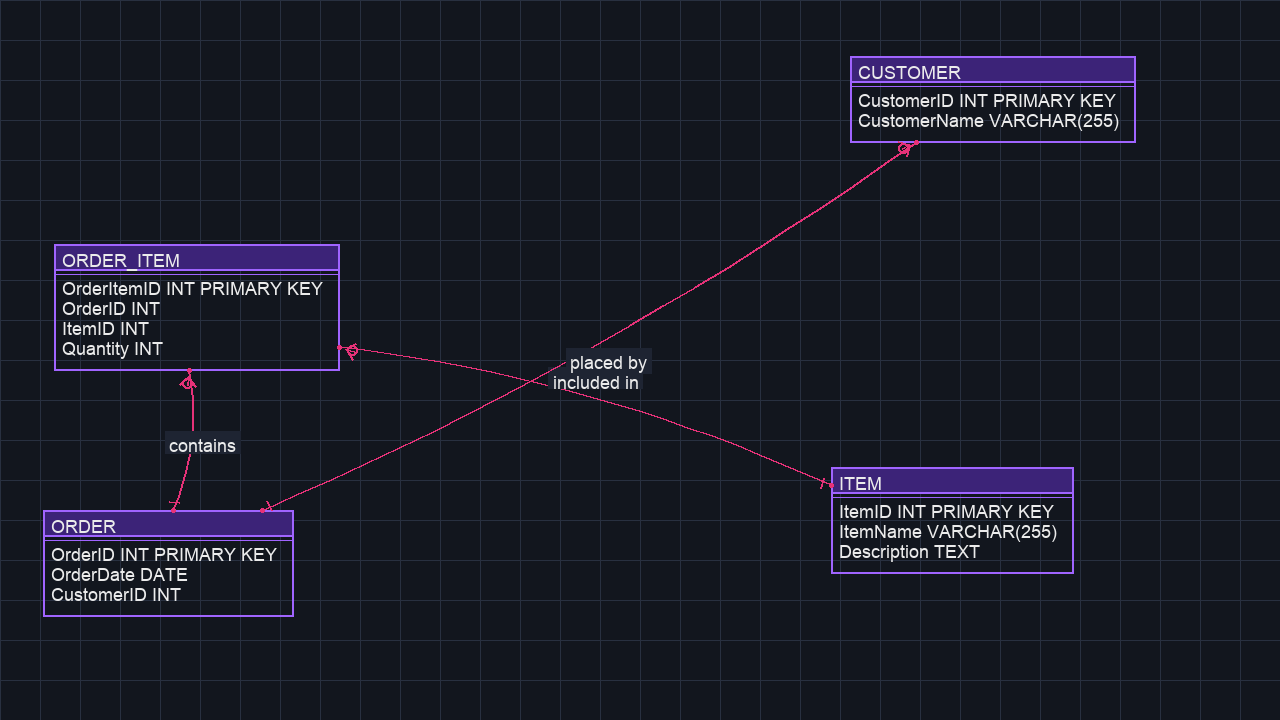 CUSTOMER
CustomerID INT PRIMARY KEY
CustomerName VARCHAR(255)
ORDER_ITEM
OrderItemID INT PRIMARY KEY
OrderID INT
ItemID INT
Quantity INT
placed by
included in
contains
ITEM
ItemID INT PRIMARY KEY
ItemName VARCHAR(255)
Description TEXT
ORDER
OrderID INT PRIMARY KEY
OrderDate DATE
CustomerID INT